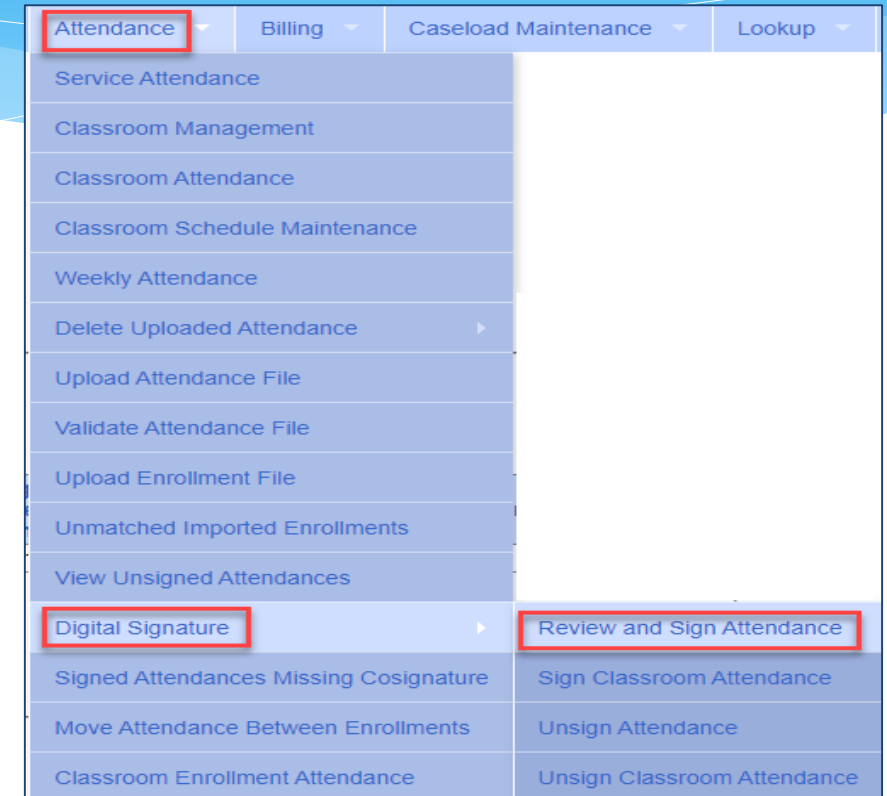 Attendance Billing Caseload Maintenance Lookup
Service Attendance
Classroom Management
Classroom Attendance
Classroom Schedule Maintenance
Weekly Attendance
Delete Uploaded Attendance
Upload Attendance File
Validate Attendance File
Upload Enrollment File
Unmatched Imported Enrollments
View Unsigned Attendances
Digital Signature Review and Sign Attendance
Signed Attendances Missing Cosignature Sign Classroom Attendance
Move Attendance Between Enrollments Unsign Attendance
Classroom Enrollment Attendance Unsign Classroom Attendance